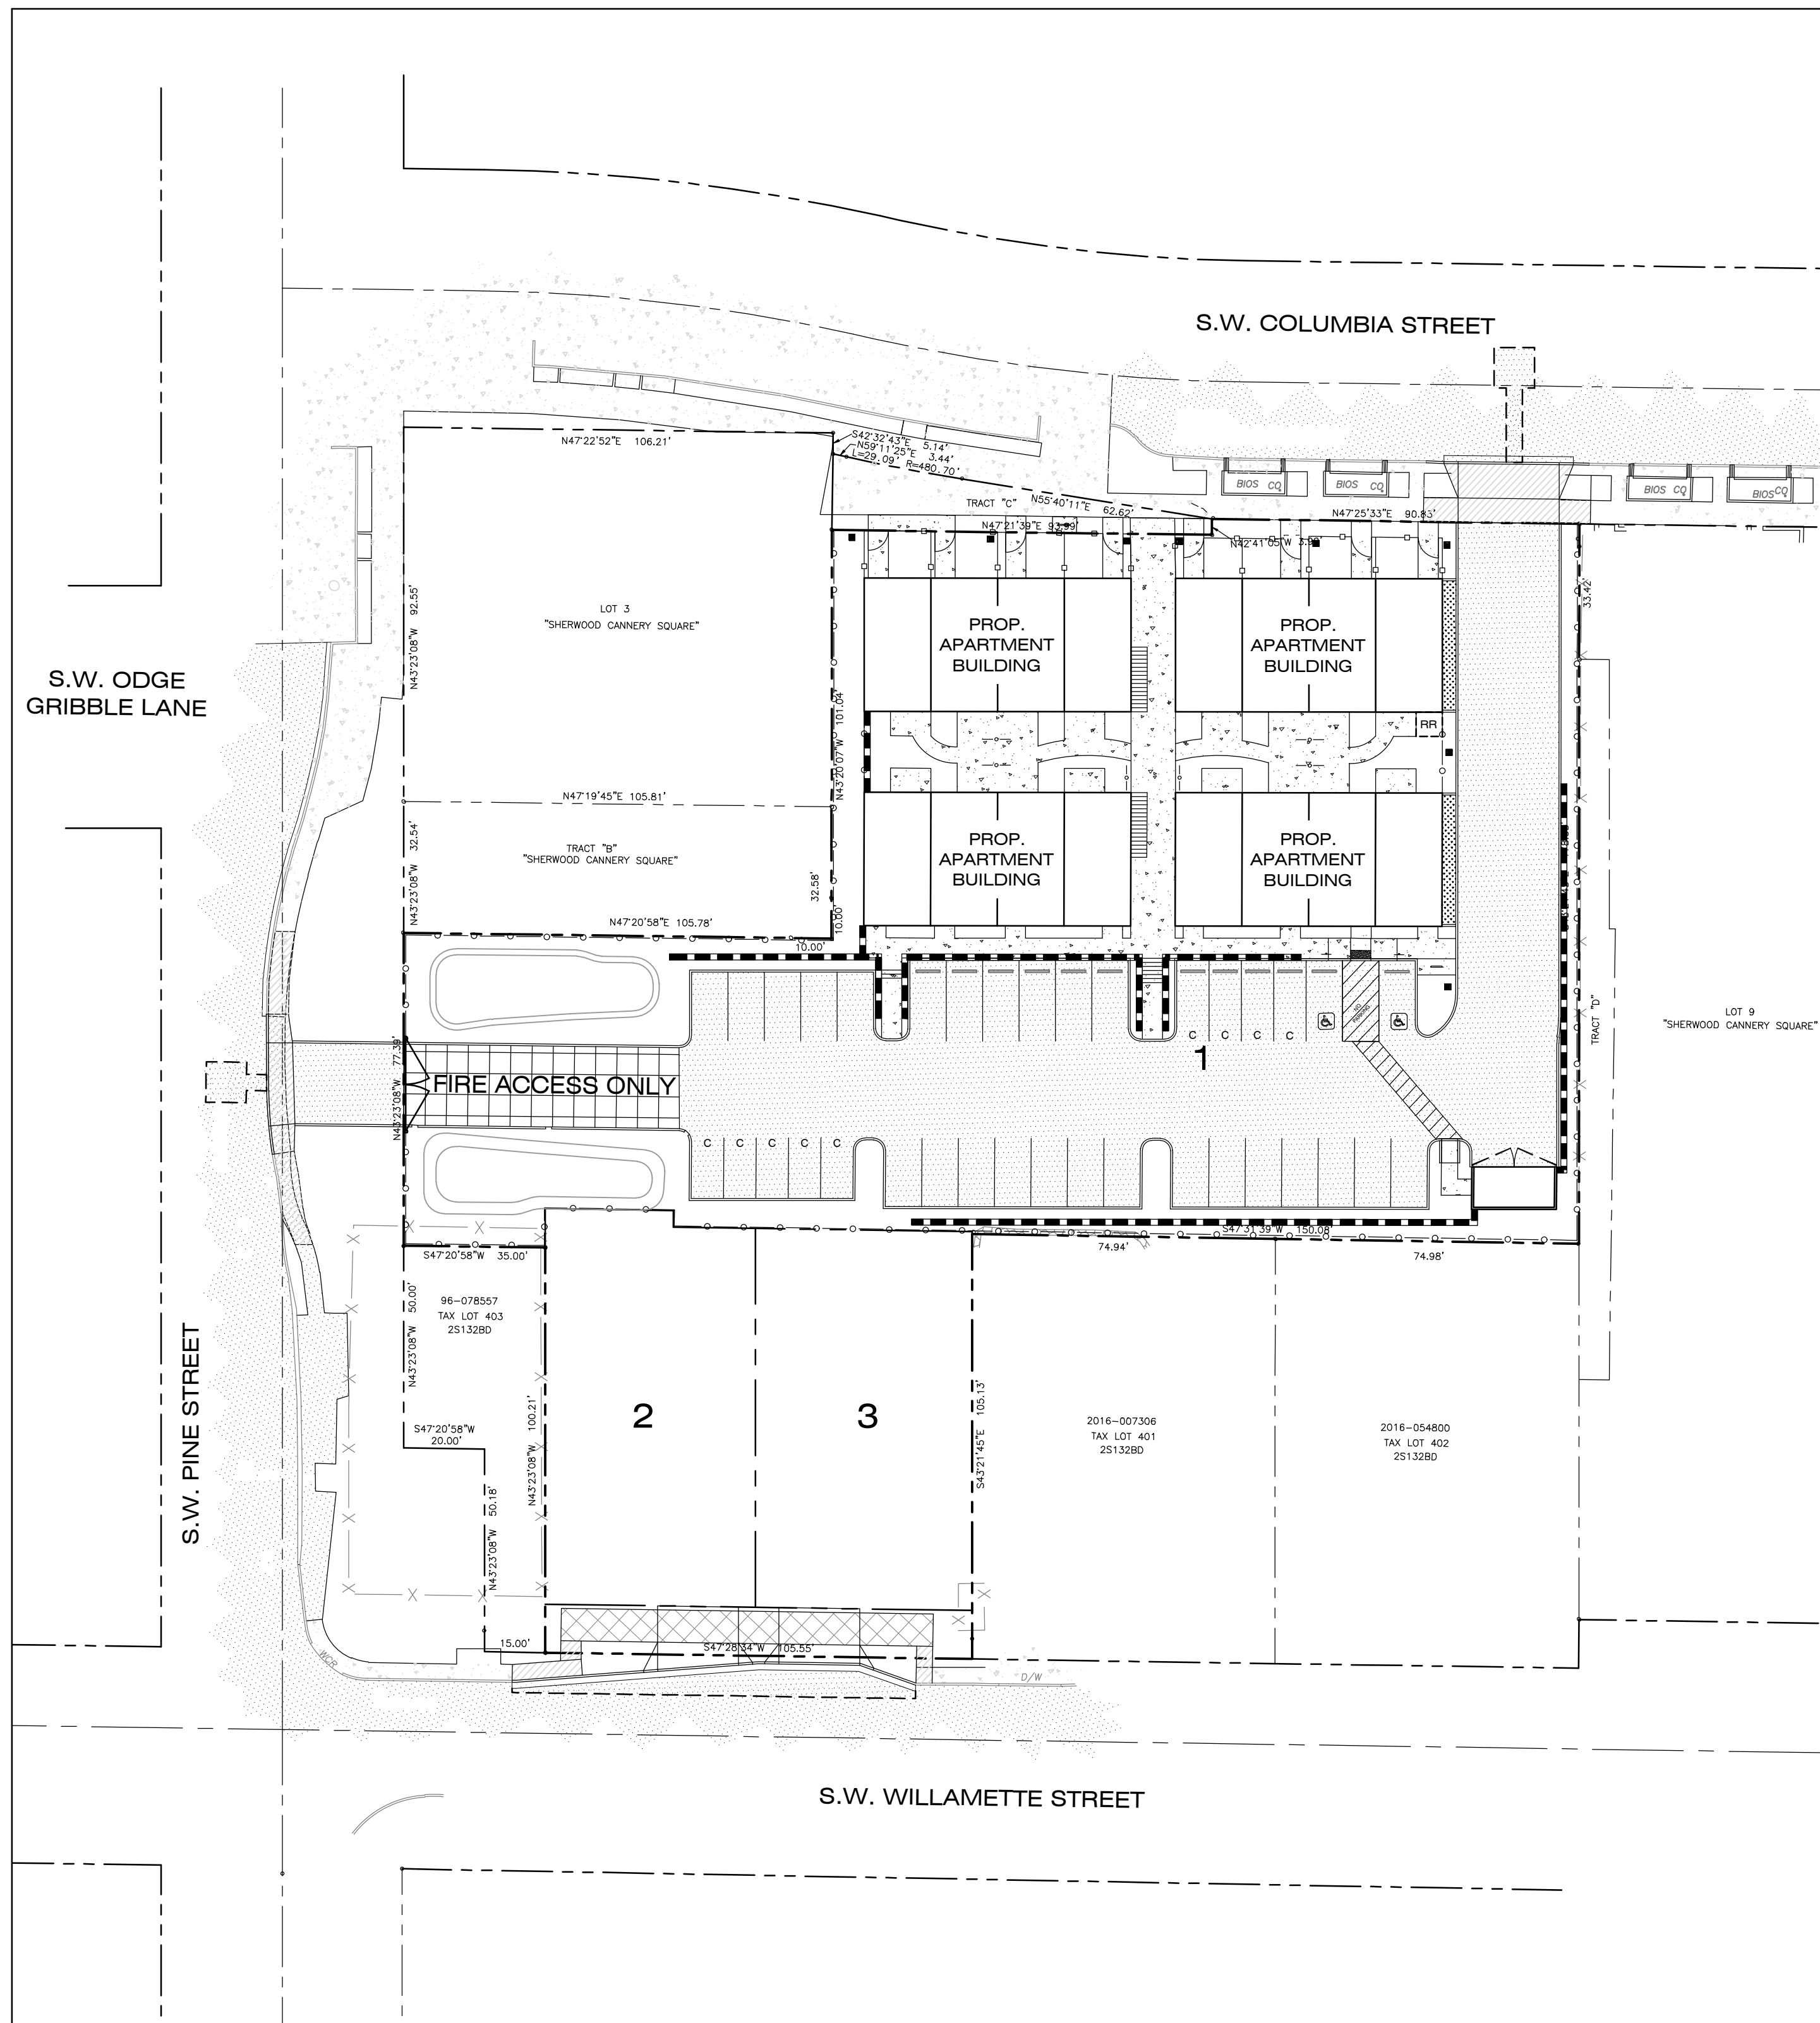 S.W. COLUMBIA STREET
N47°22'52"E 106.21'
S42°32'43"E 5.14'
N59°11'25"E 3.44'
L=29.09' R=480.70'
TRACT "C"
N55°40'11"E 62.62'
N47°21'39"E 93.99'
N47°25'33"E 90.83'
BIOS CQ
BIOS CQ
BIOS CQ
BIOS CQ
33.42'
N43°23'08"W 92.55'
LOT 3
"SHERWOOD CANNERY SQUARE"
PROP.
APARTMENT
BUILDING
PROP.
APARTMENT
BUILDING
S.W. ODGE
GRIBBLE LANE
N43°20'07"W 101.04'
RR
N47°19'45"E 105.81'
N43°23'08"W 32.54'
TRACT "B"
"SHERWOOD CANNERY SQUARE"
PROP.
APARTMENT
BUILDING
PROP.
APARTMENT
BUILDING
32.58'
10.00'
N47°20'58"E 105.78'
10.00'
NO
PARKING
TRACT "D"
LOT 9
"SHERWOOD CANNERY SQUARE"
C C C C
1
N43°23'08"W 77.39'
FIRE ACCESS ONLY
C C C C C
S47°31'39"W 150.08'
74.94'
74.98'
S47°20'58"W 35.00'
96-078557
TAX LOT 403
2S132BD
N43°23'08"W 50.00'
S.W. PINE STREET
S47°20'58"W
20.00'
N43°23'08"W 100.21'
2
3
S43°21'45"E 105.13'
2016-007306
TAX LOT 401
2S132BD
2016-054800
TAX LOT 402
2S132BD
N43°23'08"W 50.18'
15.00'
S47°28'34"W 105.55'
WCR
D/W
S.W. WILLAMETTE STREET